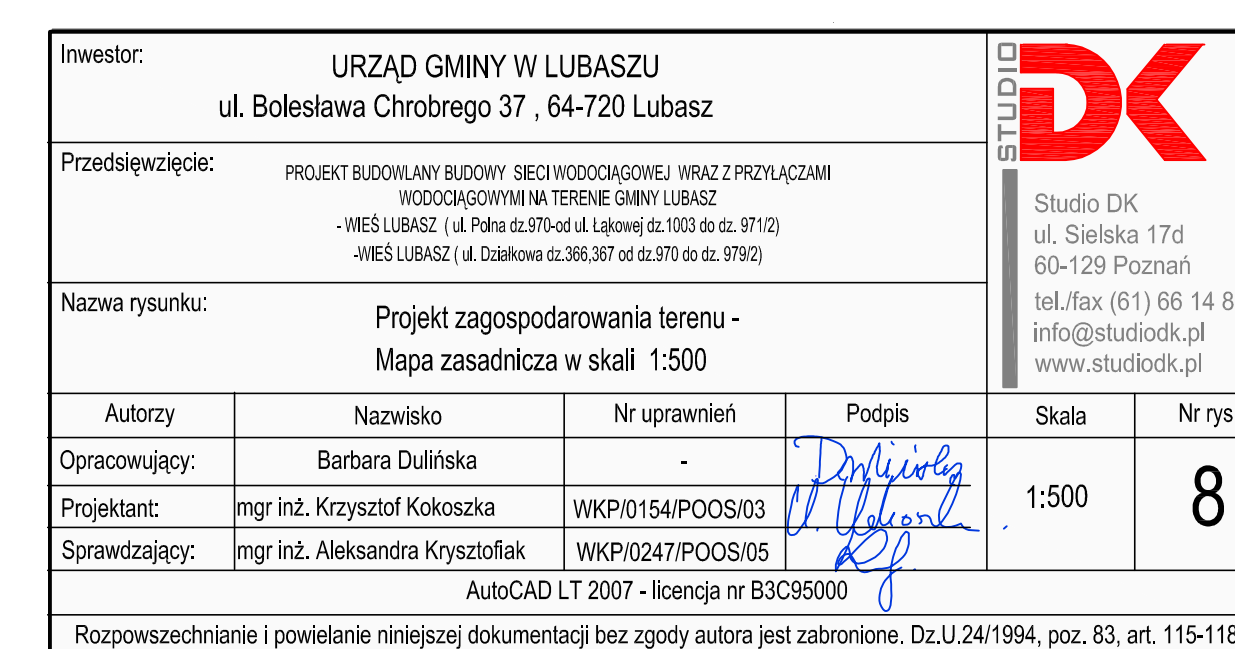 Inwestor:
URZĄD GMINY W LUBASZU
ul. Bolesława Chrobrego 37 , 64-720 Lubasz
Przedsięwzięcie:
PROJEKT BUDOWLANY BUDOWY SIECI WODOCIĄGOWEJ WRAZ Z PRZYŁĄCZAMI
WODOCIĄGOWYMI NA TERENIE GMINY LUBASZ
- WIEŚ LUBASZ ( ul. Polna dz.970-od ul. Łąkowej dz.1003 do dz. 971/2)
-WIEŚ LUBASZ ( ul. Działkowa dz.366,367 od dz.970 do dz. 979/2)
Nazwa rysunku:
Projekt zagospodarowania terenu -
Mapa zasadnicza w skali 1:500
STUDIO
DK
Studio DK
ul. Sielska 17d
60-129 Poznań
tel./fax (61) 66 14 8
info@studiodk.pl
www.studiodk.pl
Autorzy Nazwisko Nr uprawnień Podpis Skala Nr rys
Opracowujący: Barbara Dulińska -
Projektant: mgr inż. Krzysztof Kokoszka WKP/0154/POOS/03 1:500 8
Sprawdzający: mgr inż. Aleksandra Krysztofiak WKP/0247/POOS/05
AutoCAD LT 2007 - licencja nr B3C95000
Rozpowszechnianie i powielanie niniejszej dokumentacji bez zgody autora jest zabronione. Dz.U.24/1994, poz. 83, art. 115-118